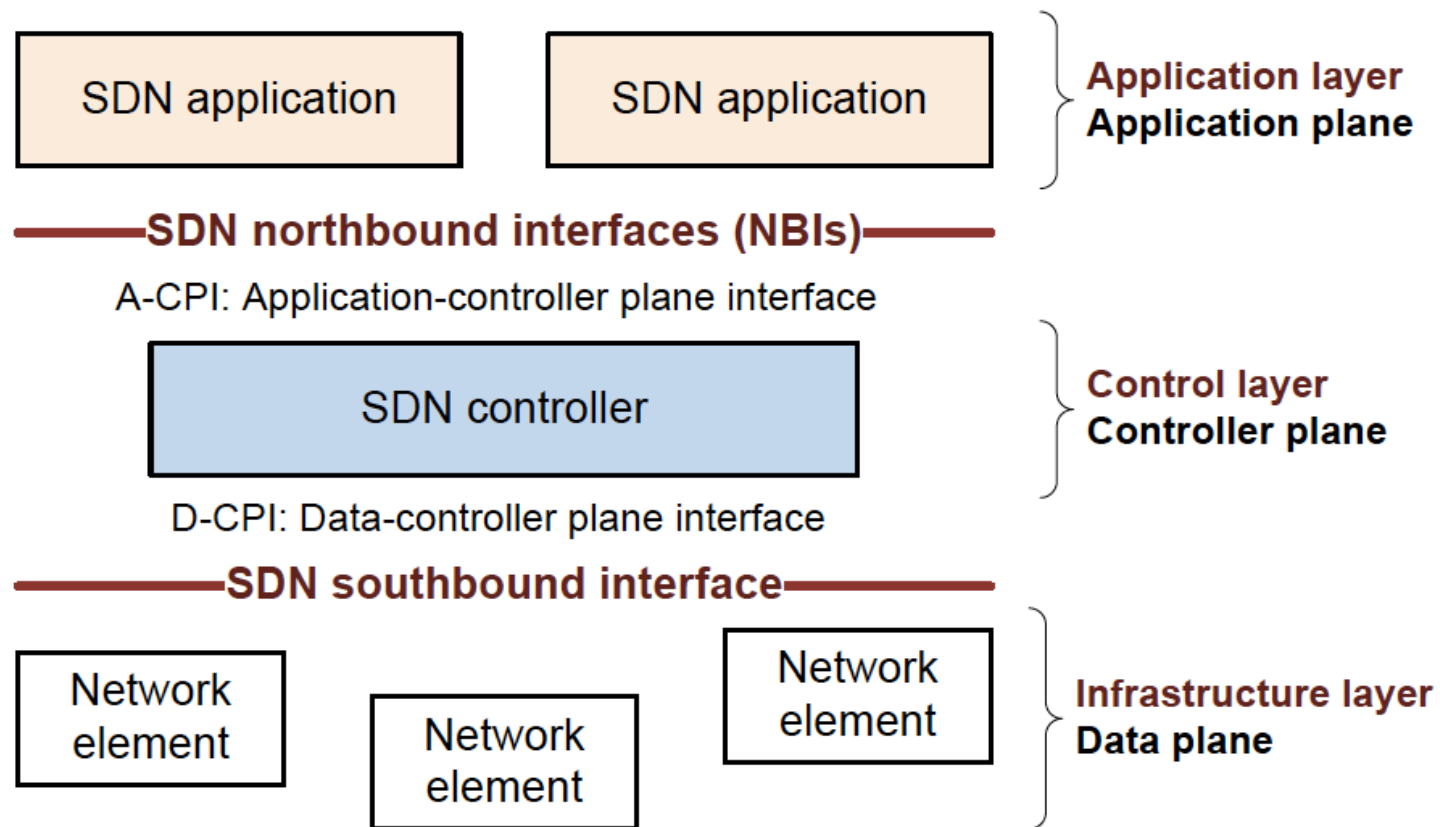 SDN application
SDN application
Application layer
Application plane
SDN northbound interfaces (NBIs)
A-CPI: Application-controller plane interface
SDN controller
Control layer
Controller plane
D-CPI: Data-controller plane interface
SDN southbound interface
Network
element
Network
element
Network
element
Infrastructure layer
Data plane